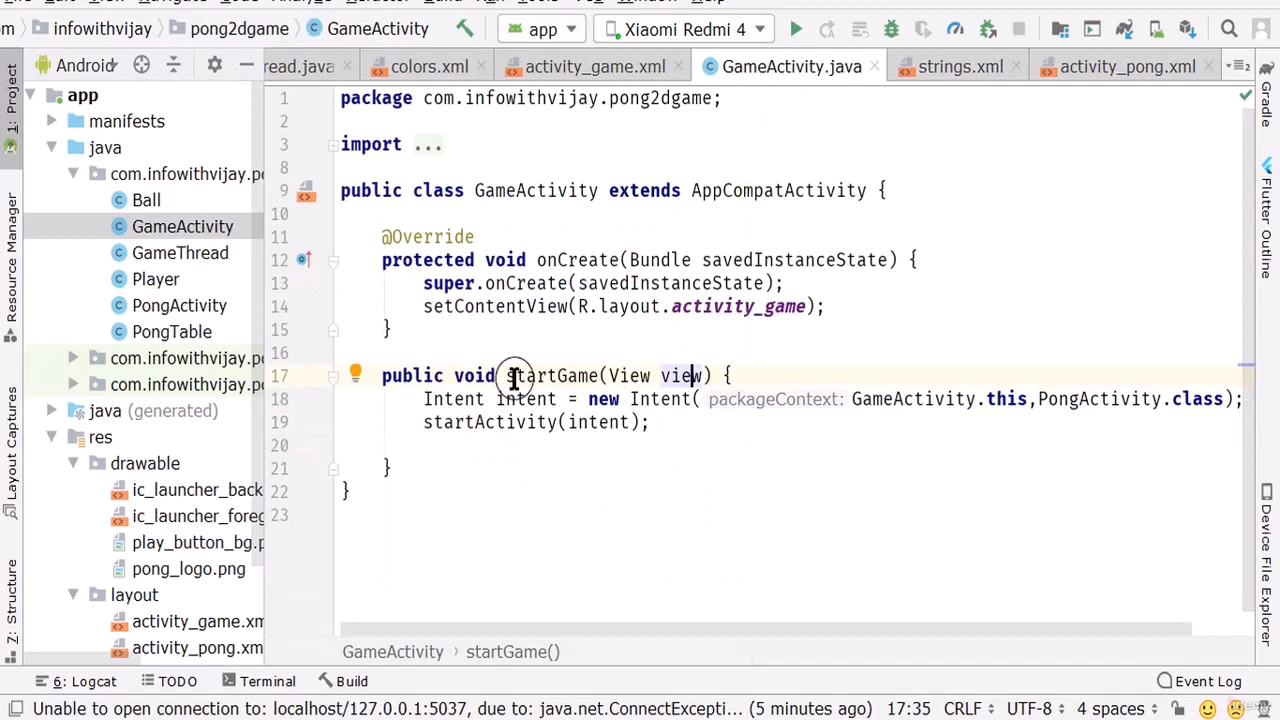 m infowithvijay pong2dgame GameActivity app Xiaomi Redmi 4
Android read.java colors.xml activity_game.xml GameActivity.java strings.xml activity_pong.xml
1: Project
Resource Manager
Layout Captures
Z: Structure
app
manifests
java
com.infowithvijay.po
Ball
GameActivity
GameThread
Player
PongActivity
PongTable
com.infowithvijay.po
com.infowithvijay.po
java (generated)
res
drawable
ic_launcher_back
ic_launcher_foreg
play_button_bg.p
pong_logo.png
layout
activity_game.xm
activity_pong.xm
1 package com.infowithvijay.pong2dgame;
2
3 import ...
8
9 public class GameActivity extends AppCompatActivity {
10
11 @Override
12 protected void onCreate(Bundle savedInstanceState) {
13 super.onCreate(savedInstanceState);
14 setContentView(R.layout.activity_game);
15 }
16
17 public void startGame(View view) {
18 Intent intent = new Intent( packageContext: GameActivity.this,PongActivity.class);
19 startActivity(intent);
20
21 }
22 }
23
Gradle
Flutter Outline
Device File Explorer
GameActivity › startGame()
6: Logcat TODO Terminal Build Event Log
Unable to open connection to: localhost/127.0.0.1:5037, due to: java.net.ConnectExcepti... (5 minutes ago) 17:35 CRLF UTF-8 4 spaces